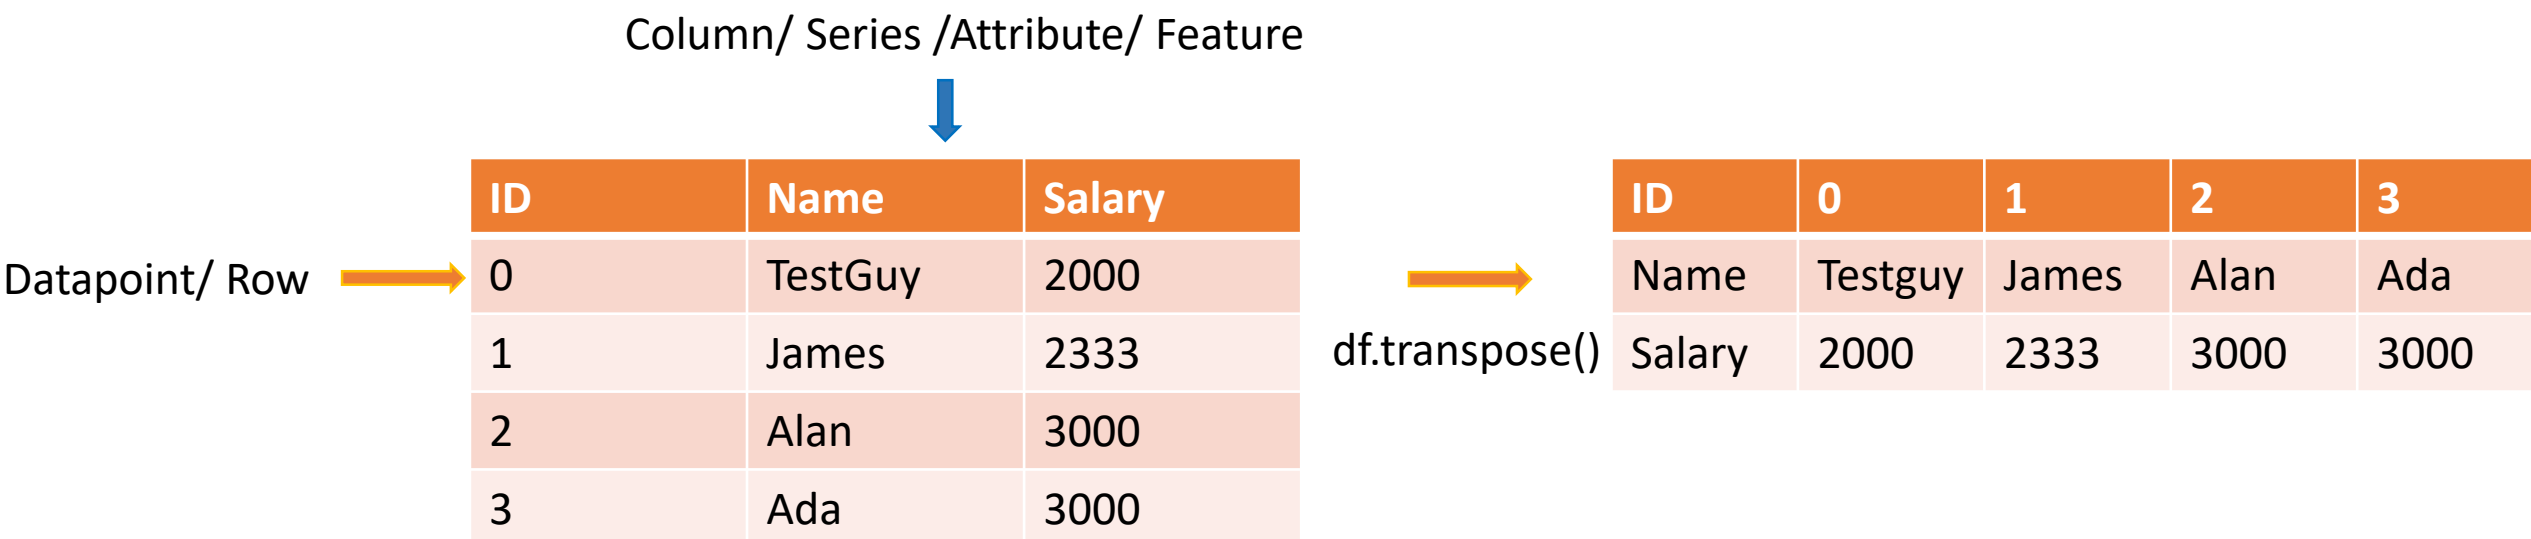 Column/ Series /Attribute/ Feature
ID Name Salary
Datapoint/ Row 0 TestGuy 2000
1 James 2333
2 Alan 3000
3 Ada 3000
df.transpose()
ID 0 1 2 3
Name Testguy James Alan Ada
Salary 2000 2333 3000 3000